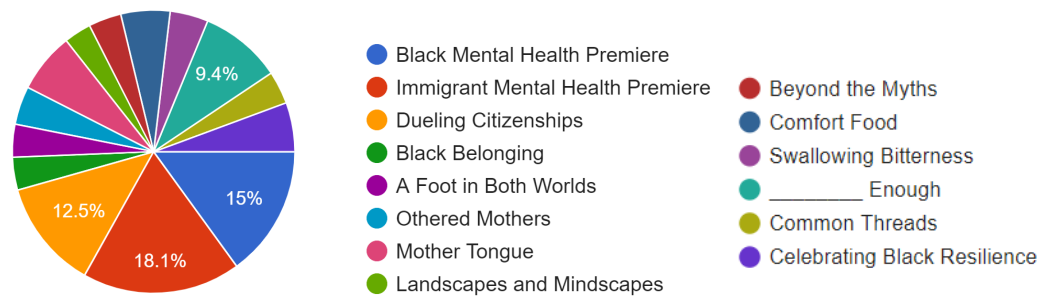 9.4%
15%
12.5%
18.1%
Black Mental Health Premiere
Immigrant Mental Health Premiere
Dueling Citizenships
Black Belonging
A Foot in Both Worlds
Othered Mothers
Mother Tongue
Landscapes and Mindscapes
Beyond the Myths
Comfort Food
Swallowing Bitterness
________ Enough
Common Threads
Celebrating Black Resilience